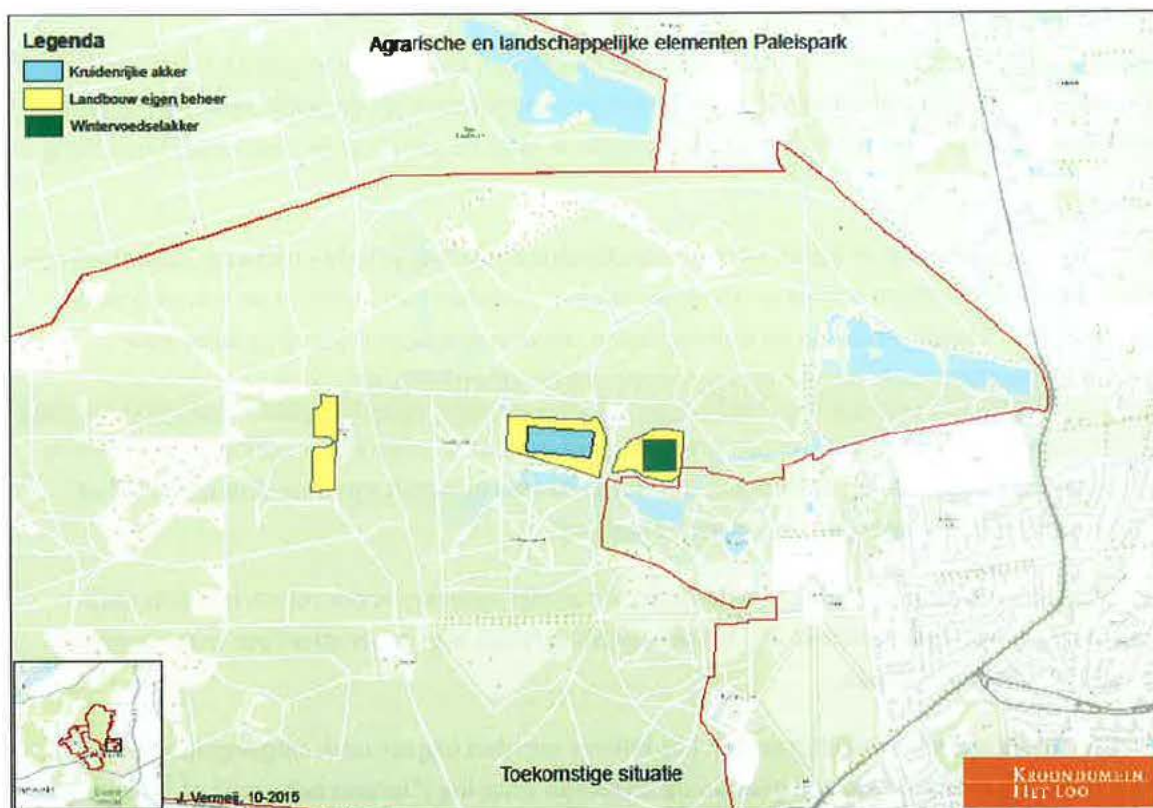 Legenda
Agrarische en landschappelijke elementen Paleispark
Kruidenrijke akker
Landbouw eigen beheer
Wintervoedselakker
Toekomstige situatie
J. Vermeij, 10-2015
KROONDOMEIN
HET LOO